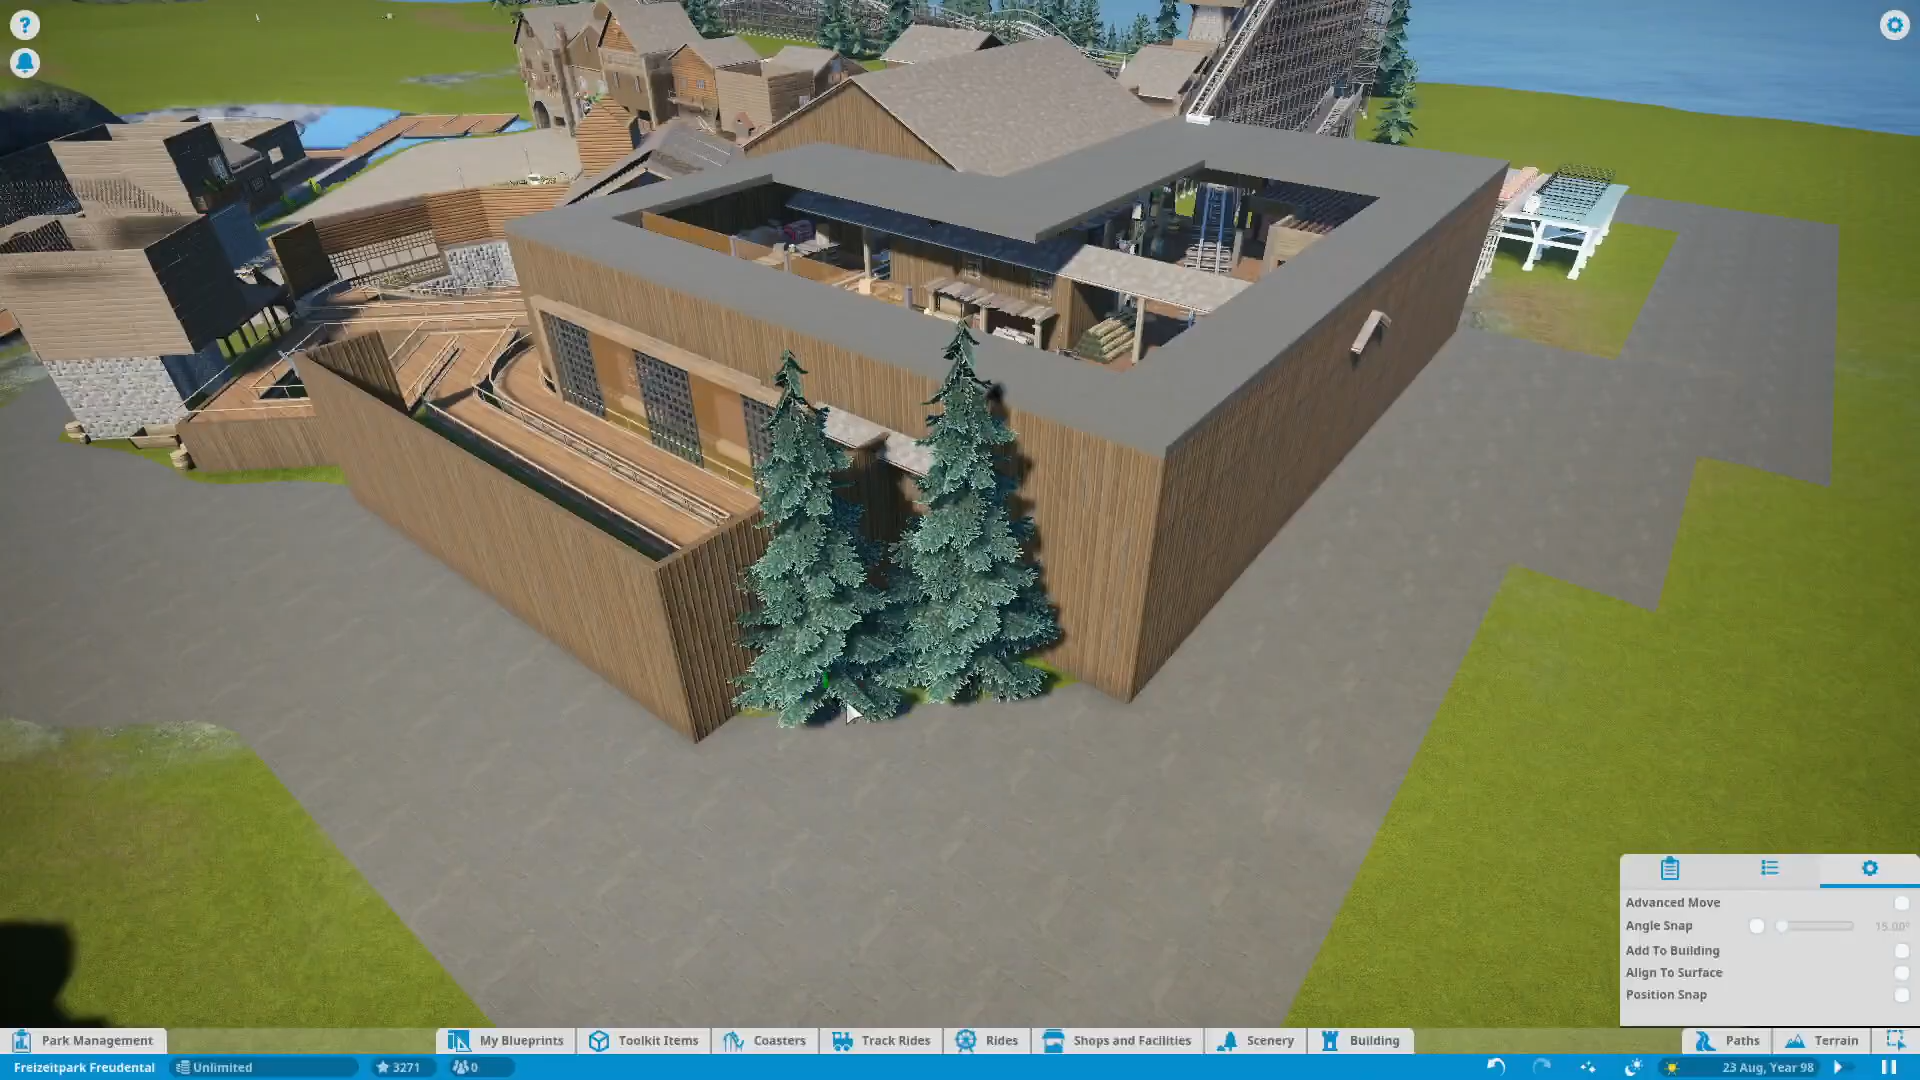 ?
Advanced Move
Angle Snap 15.00°
Add To Building
Align To Surface
Position Snap
Park Management My Blueprints Toolkit Items Coasters Track Rides Rides Shops and Facilities Scenery Building Paths Terrain
Freizeitpark Freudental Unlimited 3271 0 23 Aug, Year 98